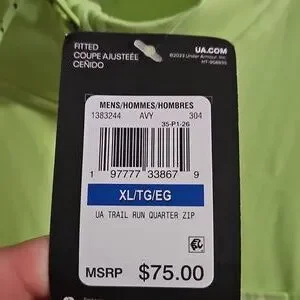 FITTED
COUPE AJUSTÉE
CEÑIDO
UA.COM
©2023 Under Armour, Inc.
MENS/HOMMES/HOMBRES
1383244 AVY 304
35-P1-26
1 97777 33867 9
XL/TG/EG
UA TRAIL RUN QUARTER ZIP
MSRP $75.00